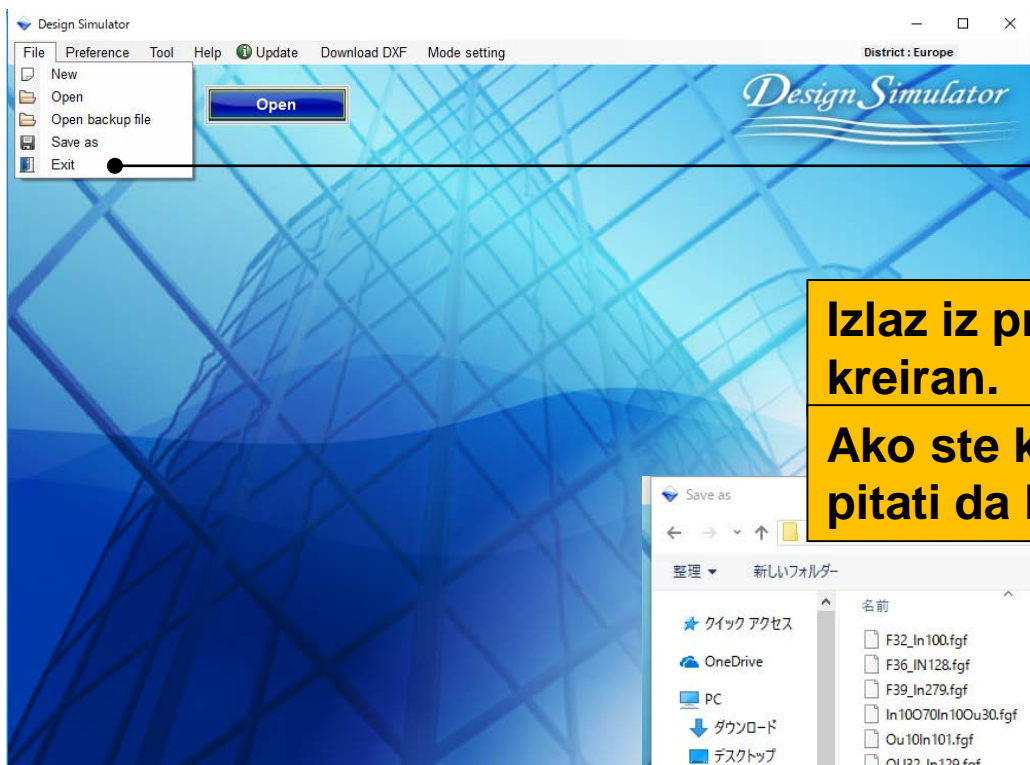 Design Simulator
File Preference Tool Help Update Download DXF Mode setting District : Europe
New
Open
Open backup file
Save as
Exit
Open
Design Simulator
Izlaz iz
kreiran.
Ako ste
pitati da
Save as
整理 新しいフォルダー
名前
クイック アクセス
OneDrive
PC
ダウンロード
デスクトップ
F32_In100.fgf
F36_IN128.fgf
F39_In279.fgf
In10O70In10Ou30.fgf
Ou10In101.fgf
OU32_In129.fgf